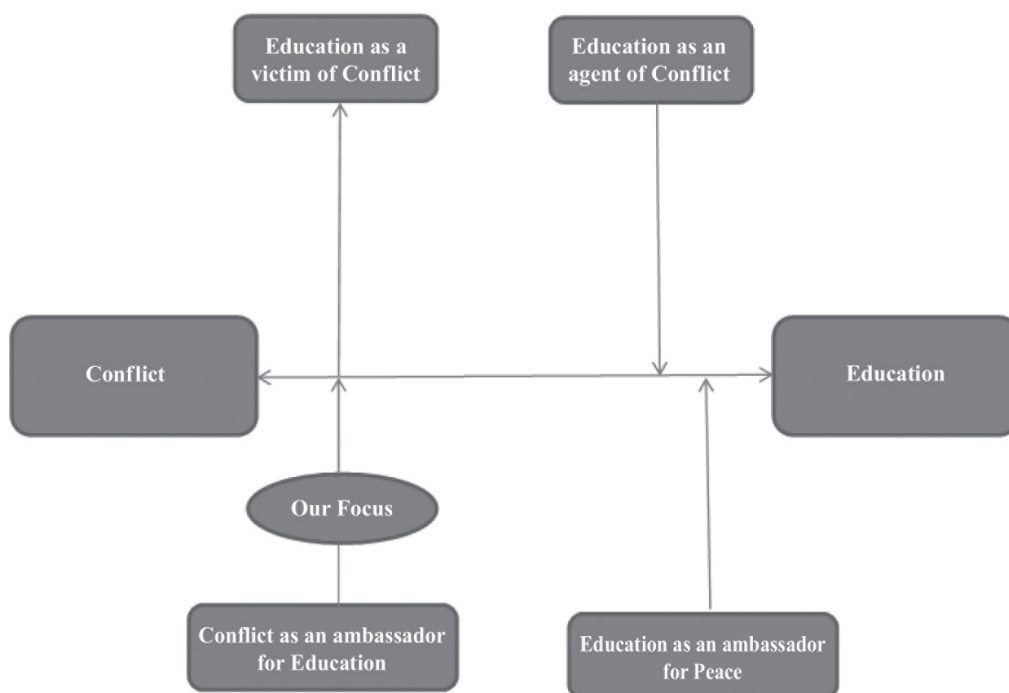 Education as a
victim of Conflict
Education as an
agent of Conflict
Conflict
Education
Our Focus
Conflict as an ambassador
for Education
Education as an ambassador
for Peace